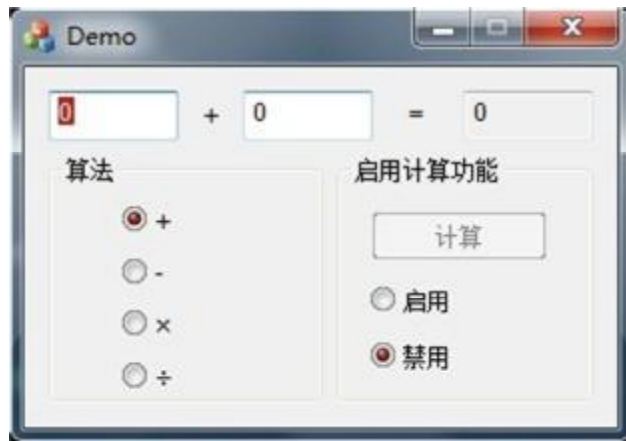 Demo
0 + 0 = 0
算法
+
-
×
÷
启用计算功能
计算
启用
禁用